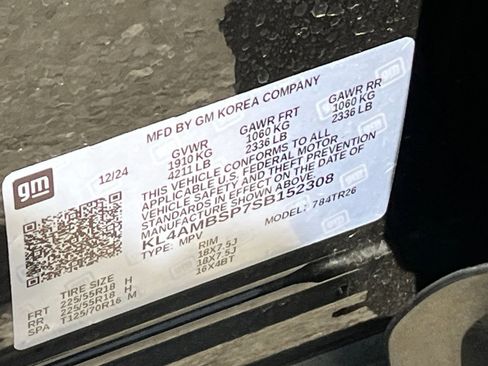 gm
MFD BY GM KOREA COMPANY
12/24
GVWR GAWR FRT GAWR RR
1910 KG 1060 KG 1060 KG
4211 LB 2336 LB 2336 LB
THIS VEHICLE CONFORMS TO ALL
APPLICABLE U.S. FEDERAL MOTOR
VEHICLE SAFETY AND THEFT PREVENTION
STANDARDS IN EFFECT ON THE DATE OF
MANUFACTURE SHOWN ABOVE.
KL4AMBSP7SB152308
TYPE: MPV MODEL: 784TR26
TIRE SIZE RIM
FRT 225/55R18 H 18X7.5J
RR 225/55R18 H 18X7.5J
SPA T125/70R16 M 16X4BT